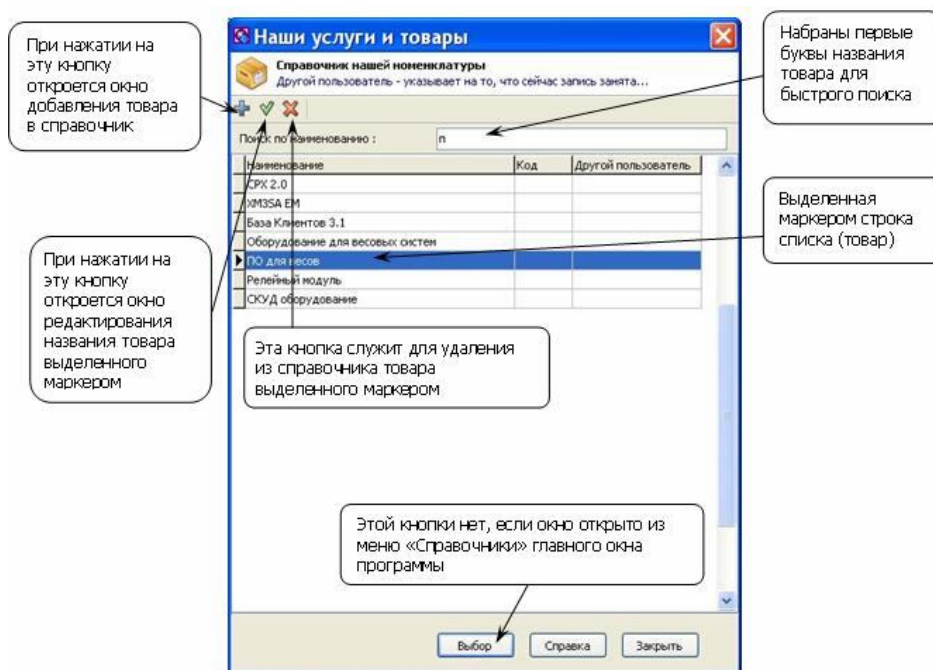 При нажатии на
эту кнопку
откроется окно
добавления товара
в справочник
Наши услуги и товары
Справочник нашей номенклатуры
Другой пользователь - указывает на то, что сейчас запись занята...
Набраны первые
буквы названия
товара для
быстрого поиска
Поиск по наименованию :
п
Наименование Код Другой пользователь
СРХ 2.0
XM3SA EM
База Клиентов 3.1
Оборудование для весовых систем
ПО для весов
Релейный модуль
СКУД оборудование
Выделенная
маркером строка
списка (товар)
При нажатии на
эту кнопку
откроется окно
редактирования
названия товара
выделенного
маркером
Эта кнопка служит для удаления
из справочника товара
выделенного маркером
Этой кнопки нет, если окно открыто из
меню «Справочники» главного окна
программы
Выбор Справка Закрыть